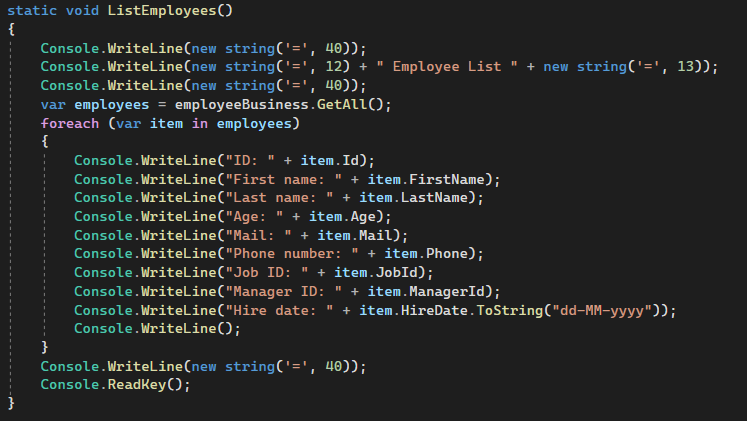 static void ListEmployees()
{
    Console.WriteLine(new string('=', 40));
    Console.WriteLine(new string('=', 12) + " Employee List " + new string('=', 13));
    Console.WriteLine(new string('=', 40));
    var employees = employeeBusiness.GetAll();
    foreach (var item in employees)
    {
        Console.WriteLine("ID: " + item.Id);
        Console.WriteLine("First name: " + item.FirstName);
        Console.WriteLine("Last name: " + item.LastName);
        Console.WriteLine("Age: " + item.Age);
        Console.WriteLine("Mail: " + item.Mail);
        Console.WriteLine("Phone number: " + item.Phone);
        Console.WriteLine("Job ID: " + item.JobId);
        Console.WriteLine("Manager ID: " + item.ManagerId);
        Console.WriteLine("Hire date: " + item.HireDate.ToString("dd-MM-yyyy"));
        Console.WriteLine();
    }
    Console.WriteLine(new string('=', 40));
    Console.ReadKey();
}